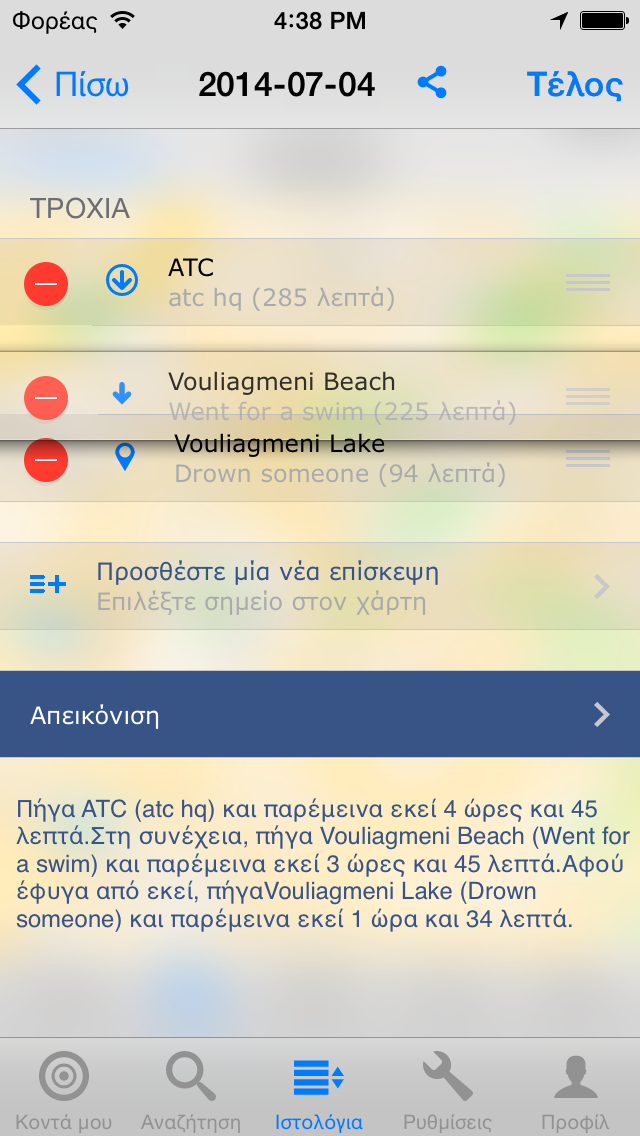 Φορέας 4:38 PM
Πίσω 2014-07-04 Τέλος
ΤΡΟΧΙΑ
ATC
atc hq (285 λεπτά)
Vouliagmeni Beach
Went for a swim (225 λεπτά)
Vouliagmeni Lake
Drown someone (94 λεπτά)
Προσθέστε μία νέα επίσκεψη
Επιλέξτε σημείο στον χάρτη
Απεικόνιση
Πήγα ATC (atc hq) και παρέμεινα εκεί 4 ώρες και 45
λεπτά.Στη συνέχεια, πήγα Vouliagmeni Beach (Went for
a swim) και παρέμεινα εκεί 3 ώρες και 45 λεπτά.Αφού
έφυγα από εκεί, πήγαVouliagmeni Lake (Drown
someone) και παρέμεινα εκεί 1 ώρα και 34 λεπτά.
Κοντά μου Αναζήτηση Ιστολόγια Ρυθμίσεις Προφίλ